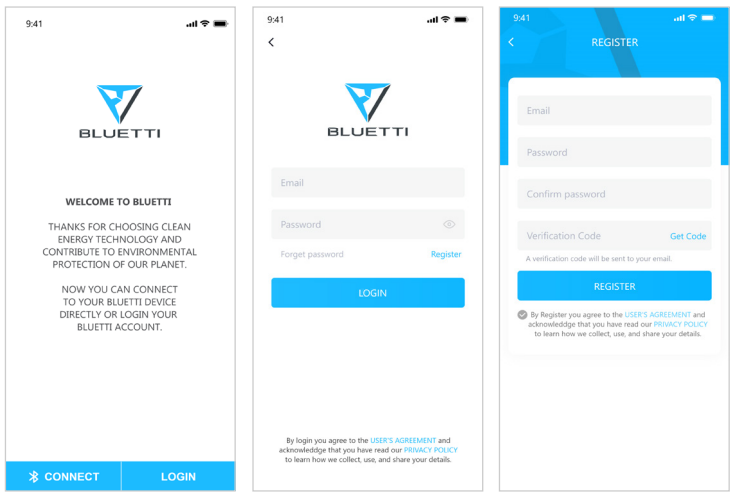 9:41
BLUETTI
WELCOME TO BLUETTI
THANKS FOR CHOOSING CLEAN
ENERGY TECHNOLOGY AND
CONTRIBUTE TO ENVIRONMENTAL
PROTECTION OF OUR PLANET.
NOW YOU CAN CONNECT
TO YOUR BLUETTI DEVICE
DIRECTLY OR LOGIN YOUR
BLUETTI ACCOUNT.
CONNECT
LOGIN
9:41
BLUETTI
Email
Password
Forget password
Register
LOGIN
By login you agree to the USER'S AGREEMENT and
acknowleddge that you have read our PRIVACY POLICY
to learn how we collect, use, and share your details.
9:41
REGISTER
Email
Password
Confirm password
Verification Code
Get Code
A verification code will be sent to your email.
REGISTER
By Register you agree to the USER'S AGREEMENT and
acknowleddge that you have read our PRIVACY POLICY
to learn how we collect, use, and share your details.